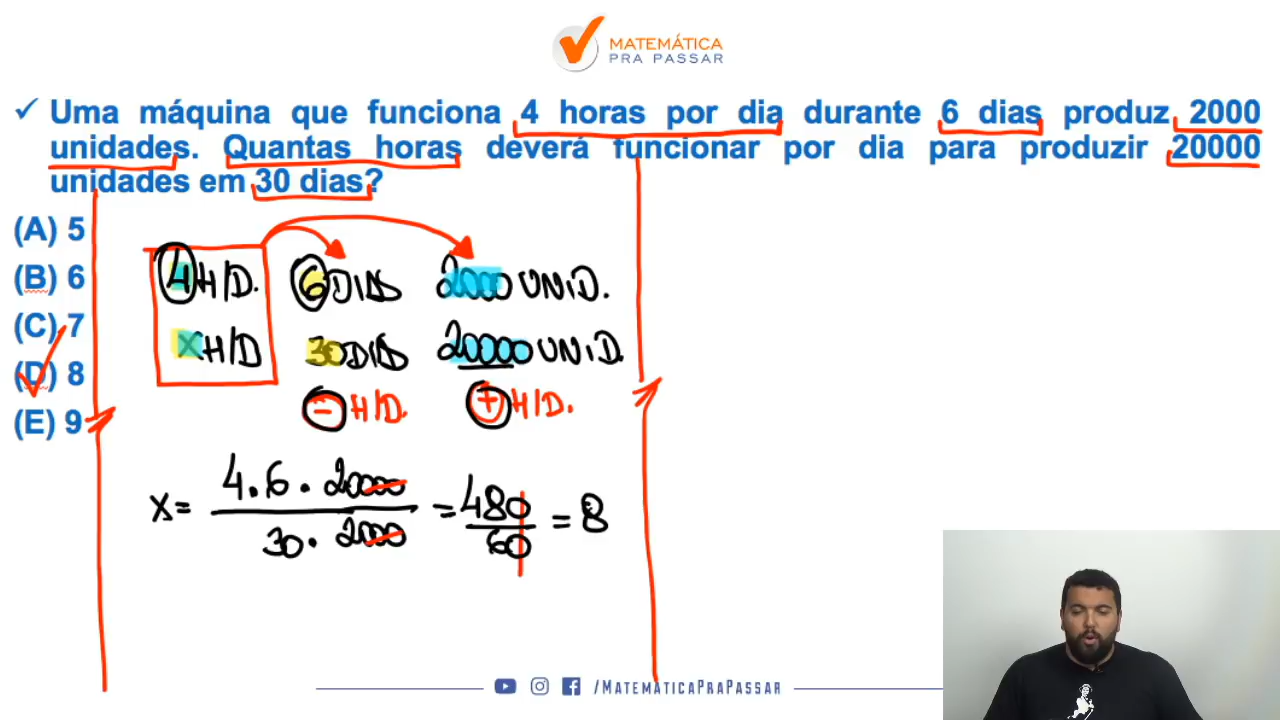 MATEMÁTICA
PRA PASSAR
✓ Uma máquina que funciona 4 horas por dia durante 6 dias produz 2000
unidades. Quantas horas deverá funcionar por dia para produzir 20000
unidades em 30 dias?
(A) 5
(B) 6
(C) 7
(D) 8
(E) 9
4 H/D. 6 DIAS 2000 UNID.
X H/D 30 DIAS 20000 UNID.
- H/D. + H/D.
X = 4.6.20000 / 30.2000 = 480 / 60 = 8
/MATEMÁTICAPRAPASSAR